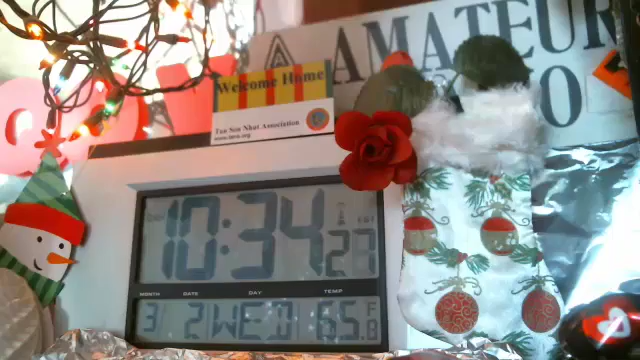 AMATEUR
Welcome Home
Tan Son Nhut Association
10:34 27
MONTH DATE DAY TEMP
3 2 WED 65.8 F